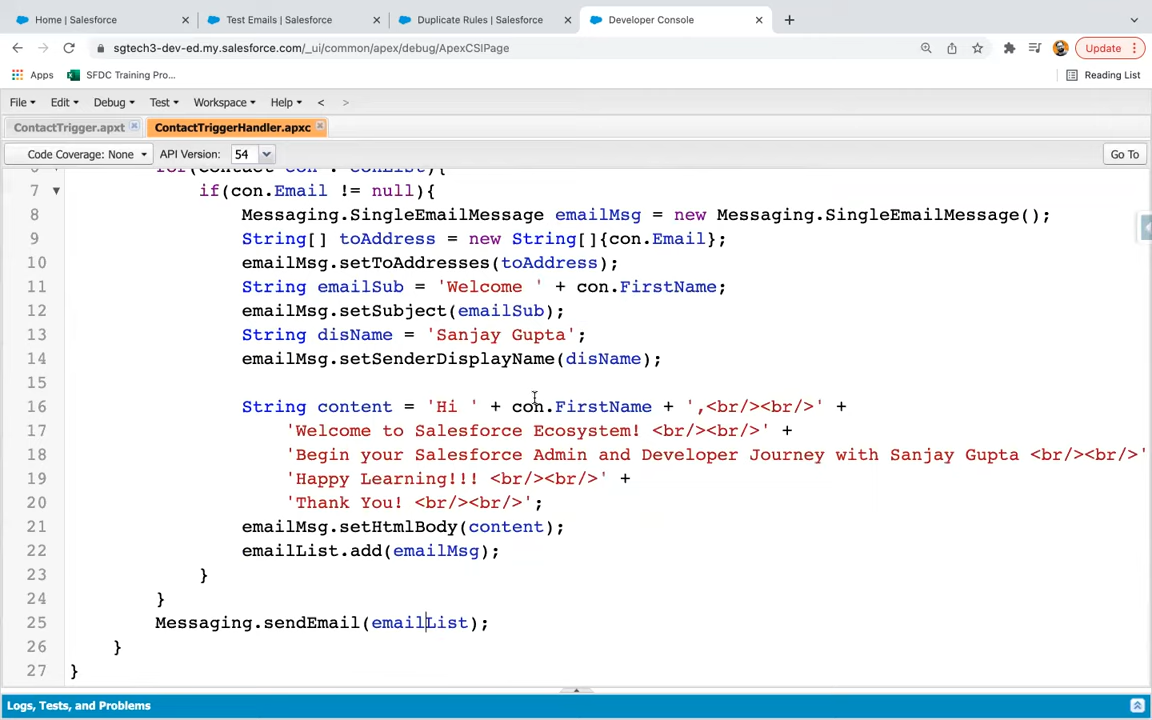 Home | Salesforce
Test Emails | Salesforce
Duplicate Rules | Salesforce
Developer Console
sgtech3-dev-ed.my.salesforce.com/_ui/common/apex/debug/ApexCSIPage
Update
Apps
SFDC Training Pro...
Reading List
File Edit Debug Test Workspace Help < >
ContactTrigger.apxt
ContactTriggerHandler.apxc
Code Coverage: None API Version: 54 Go To
6 for(contact con : conList){
7 if(con.Email != null){
8 Messaging.SingleEmailMessage emailMsg = new Messaging.SingleEmailMessage();
9 String[] toAddress = new String[]{con.Email};
10 emailMsg.setToAddresses(toAddress);
11 String emailSub = 'Welcome ' + con.FirstName;
12 emailMsg.setSubject(emailSub);
13 String disName = 'Sanjay Gupta';
14 emailMsg.setSenderDisplayName(disName);
15
16 String content = 'Hi ' + con.FirstName + ',<br/><br/>' +
17 'Welcome to Salesforce Ecosystem! <br/><br/>' +
18 'Begin your Salesforce Admin and Developer Journey with Sanjay Gupta <br/><br/>'
19 'Happy Learning!!! <br/><br/>' +
20 'Thank You! <br/><br/>';
21 emailMsg.setHtmlBody(content);
22 emailList.add(emailMsg);
23 }
24 }
25 Messaging.sendEmail(emailList);
26 }
27 }
Logs, Tests, and Problems